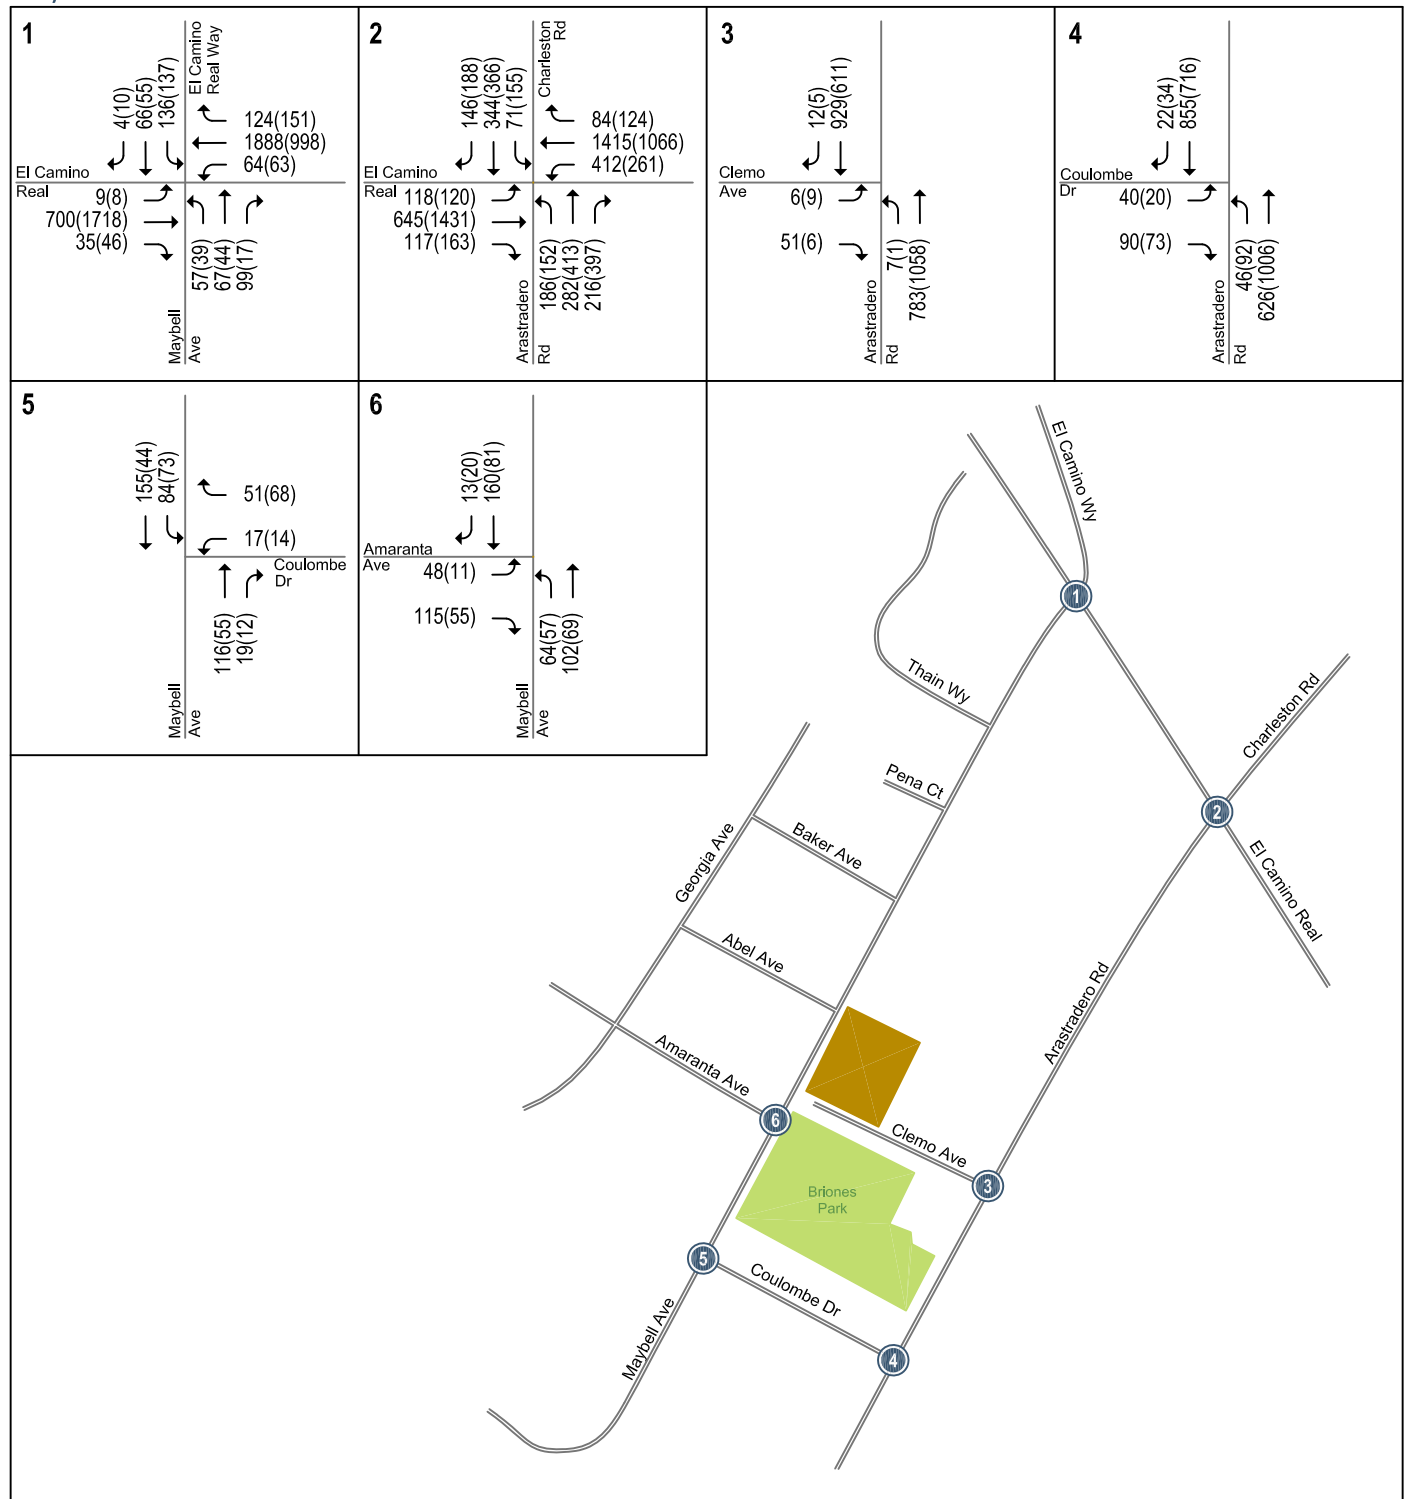 1
4(10)
66(55)
136(137)
El Camino
Real Way
124(151)
1888(998)
64(63)
El Camino
Real
9(8)
700(1718)
35(46)
57(39)
67(44)
99(17)
Maybell
Ave
2
146(188)
344(366)
71(155)
Charleston
Rd
84(124)
1415(1066)
412(261)
El Camino
Real
118(120)
645(1431)
117(163)
186(152)
282(413)
216(397)
Arastradero
Rd
3
12(5)
929(611)
Clemo
Ave
6(9)
51(6)
7(1)
783(1058)
Arastradero
Rd
4
22(34)
855(716)
Coulombe
Dr
40(20)
90(73)
46(92)
626(1006)
Arastradero
Rd
5
155(44)
84(73)
51(68)
17(14)
Coulombe
Dr
116(55)
19(12)
Maybell
Ave
6
13(20)
160(81)
Amaranta
Ave
48(11)
115(55)
64(57)
102(69)
Maybell
Ave
El Camino Wy
1
Thain Wy
Charleston Rd
Pena Ct
2
Baker Ave
Georgia Ave
El Camino Real
Abel Ave
Arastradero Rd
Amaranta Ave
6
Clemo Ave
3
Briones
Park
5
Coulombe Dr
Maybell Ave
4